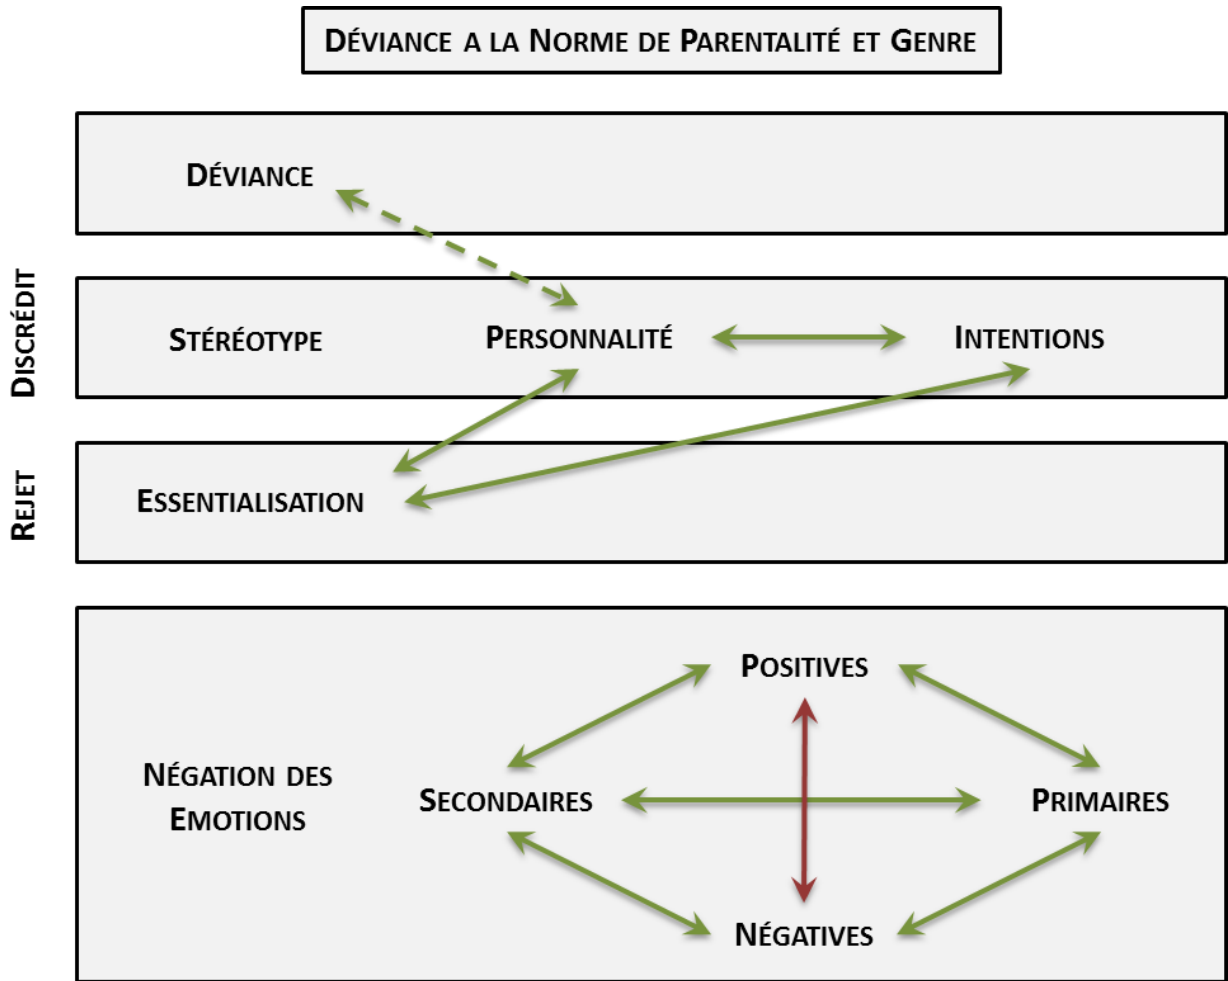 DÉVIANCE A LA NORME DE PARENTALITÉ ET GENRE
DÉVIANCE
DISCRÉDIT
STÉRÉOTYPE PERSONNALITÉ INTENTIONS
REJET
ESSENTIALISATION
POSITIVES
NÉGATION DES
EMOTIONS
SECONDAIRES PRIMAIRES
NÉGATIVES